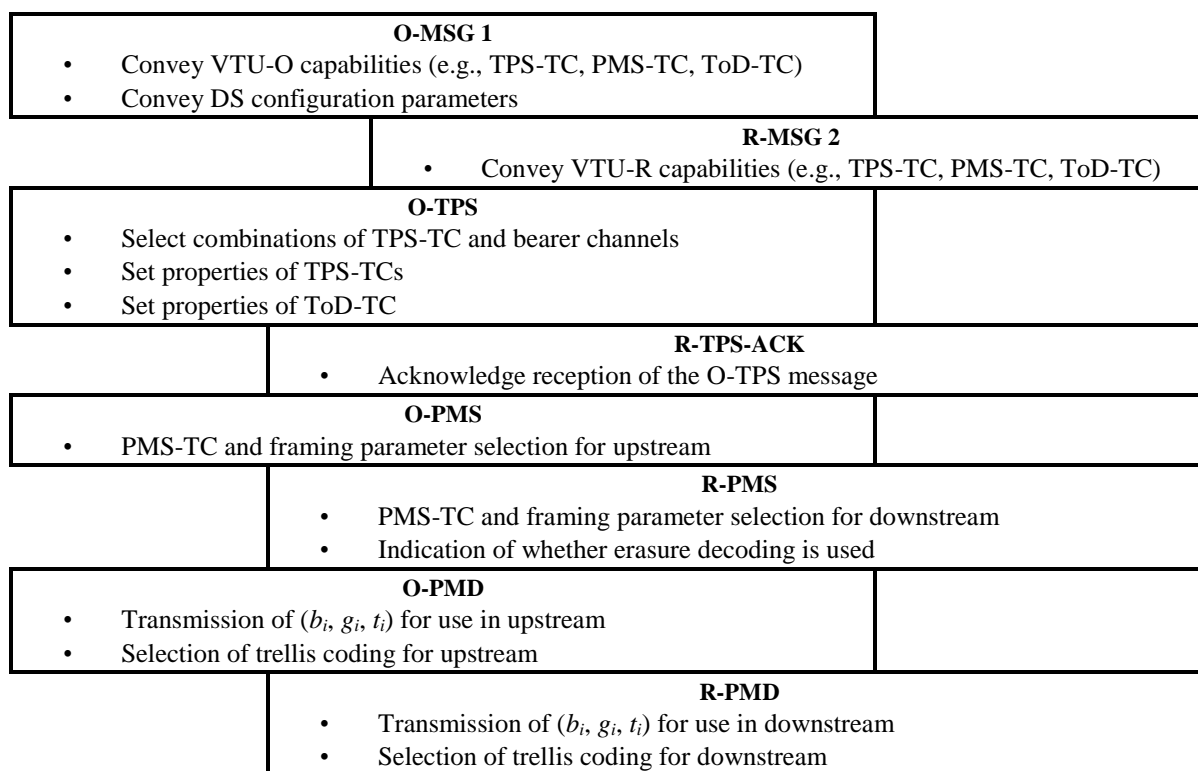 O-MSG 1
• Convey VTU-O capabilities (e.g., TPS-TC, PMS-TC, ToD-TC)
• Convey DS configuration parameters
R-MSG 2
• Convey VTU-R capabilities (e.g., TPS-TC, PMS-TC, ToD-TC)
O-TPS
• Select combinations of TPS-TC and bearer channels
• Set properties of TPS-TCs
• Set properties of ToD-TC
R-TPS-ACK
• Acknowledge reception of the O-TPS message
O-PMS
• PMS-TC and framing parameter selection for upstream
R-PMS
• PMS-TC and framing parameter selection for downstream
• Indication of whether erasure decoding is used
O-PMD
• Transmission of (bi, gi, ti) for use in upstream
• Selection of trellis coding for upstream
R-PMD
• Transmission of (bi, gi, ti) for use in downstream
• Selection of trellis coding for downstream